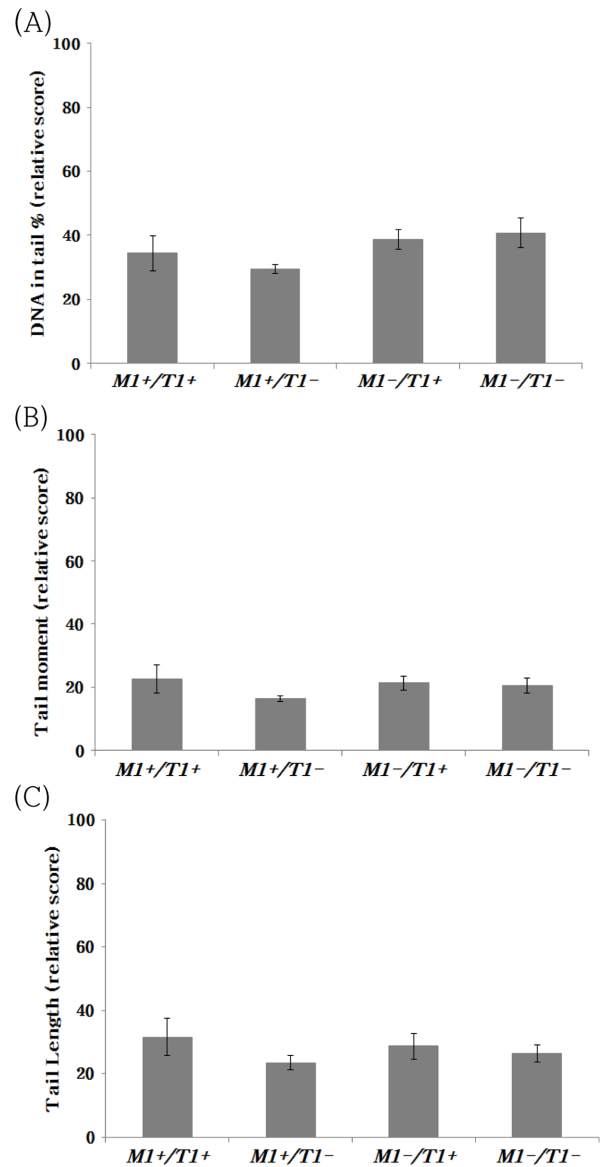 (A)
DNA in tail % (relative score)
100
80
60
40
20
0
M1+/T1+ M1+/T1− M1−/T1+ M1−/T1−
(B)
Tail moment (relative score)
100
80
60
40
20
0
M1+/T1+ M1+/T1− M1−/T1+ M1−/T1−
(C)
Tail Length (relative score)
100
80
60
40
20
0
M1+/T1+ M1+/T1− M1−/T1+ M1−/T1−